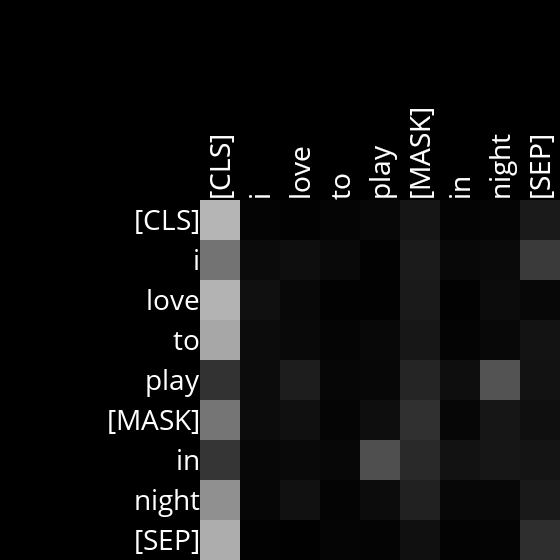 [CLS] i love to play [MASK] in night [SEP]
[CLS]
i
love
to
play
[MASK]
in
night
[SEP]